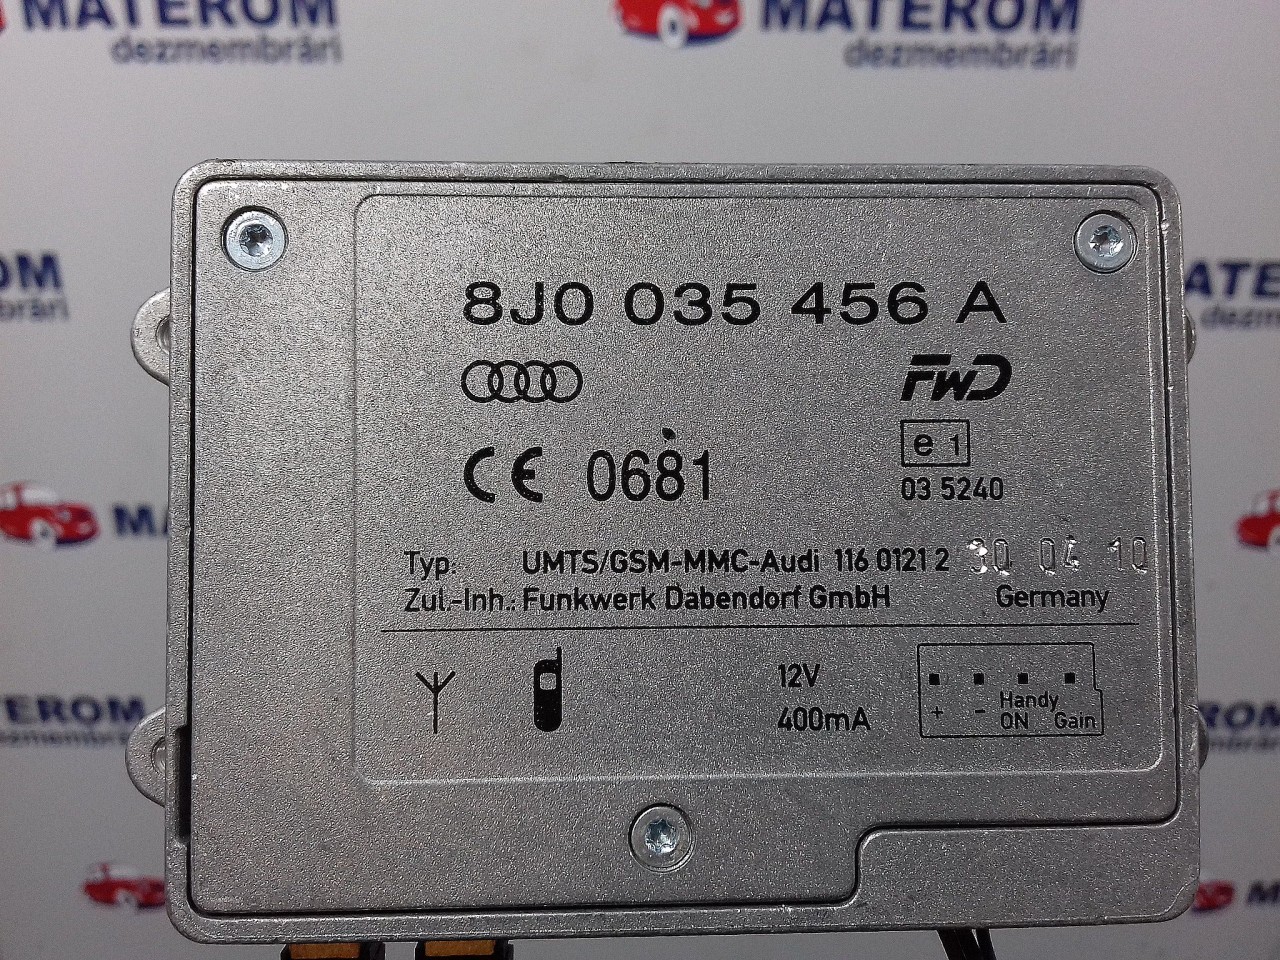 MATEROM
dezmembrări
MATEROM
dezmembrări
8J0 035 456 A
FWD
CE 0681
e 1
03 5240
Typ: UMTS/GSM-MMC-Audi 116 0121 2 30 04 10
Zul.-Inh.: Funkwerk Dabendorf GmbH Germany
12V
400mA
+ - Handy ON Gain